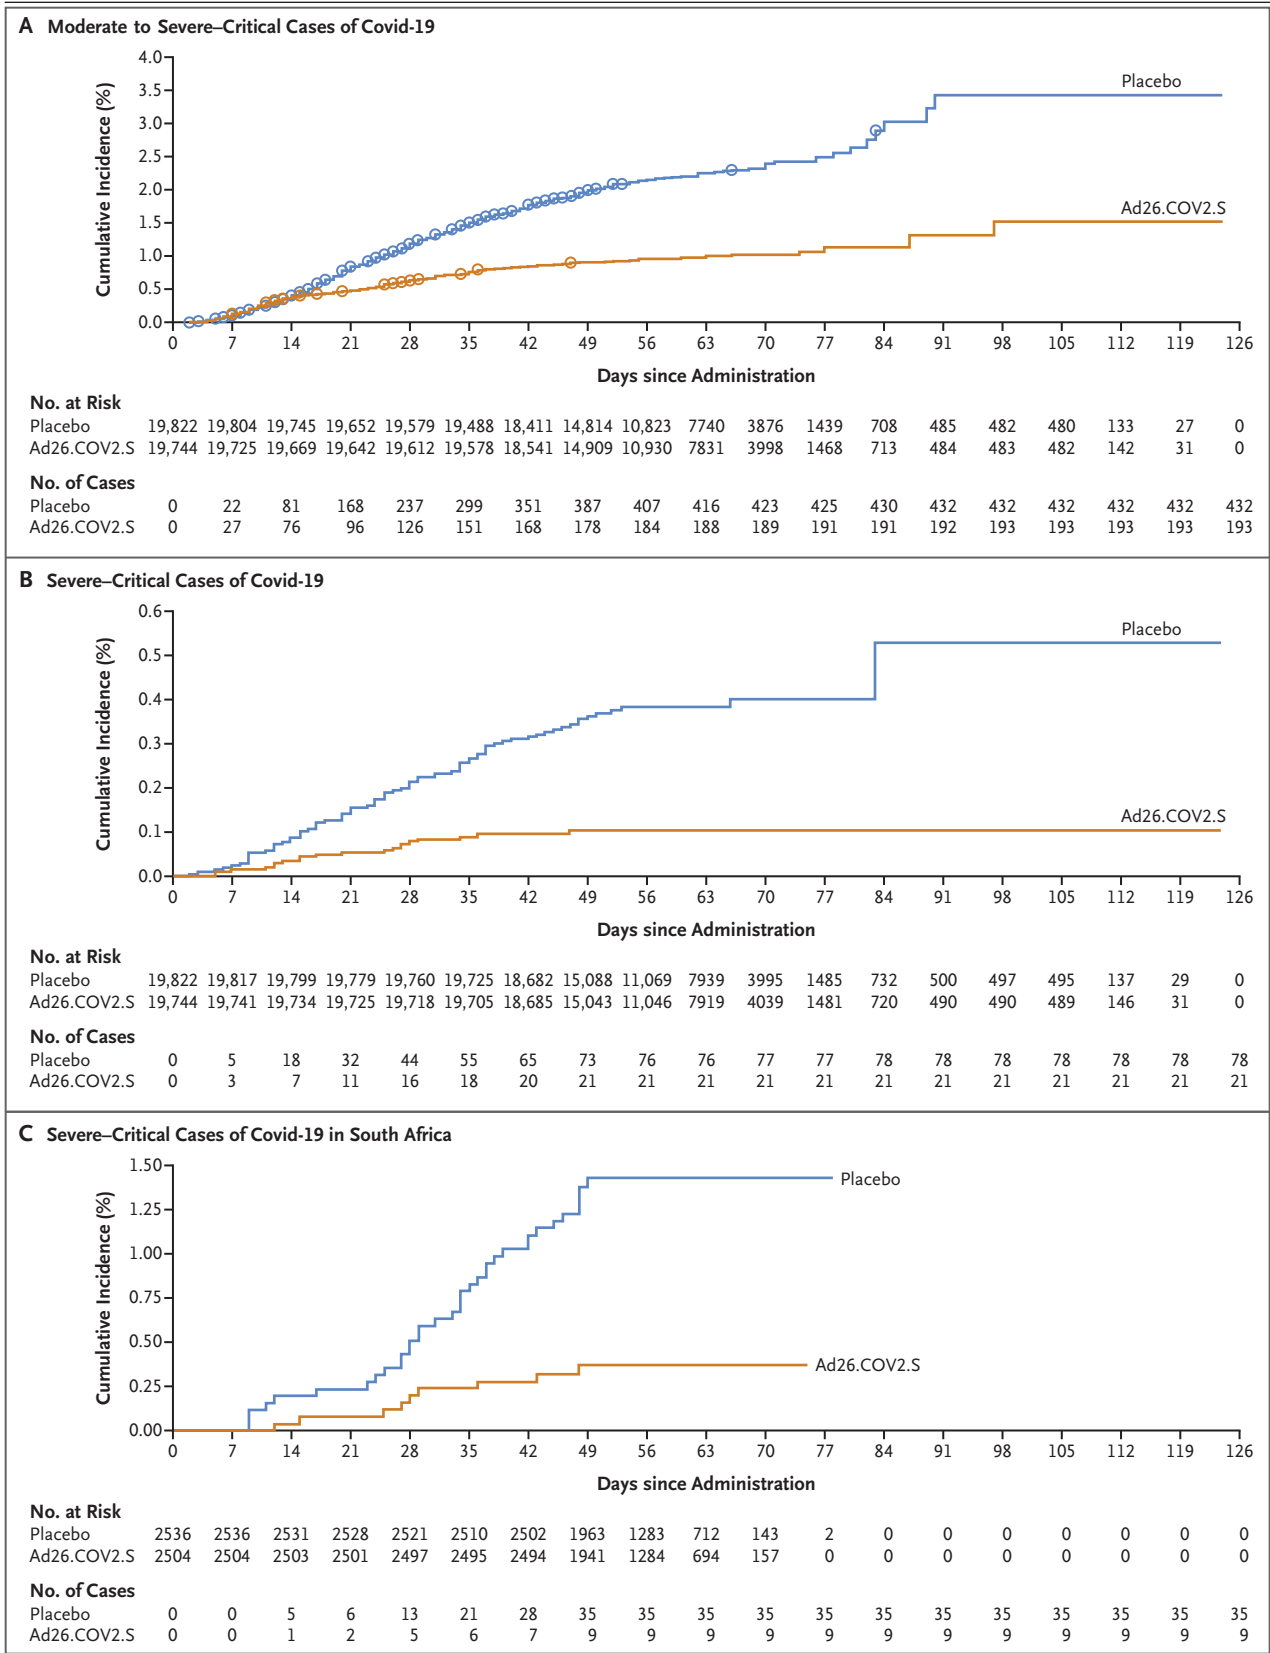 A Moderate to Severe–Critical Cases of Covid-19
Cumulative Incidence (%)
4.0
3.5
3.0
2.5
2.0
1.5
1.0
0.5
0.0
Placebo
Ad26.COV2.S
0 7 14 21 28 35 42 49 56 63 70 77 84 91 98 105 112 119 126
Days since Administration
No. at Risk
Placebo 19,822 19,804 19,745 19,652 19,579 19,488 18,411 14,814 10,823 7740 3876 1439 708 485 482 480 133 27 0
Ad26.COV2.S 19,744 19,725 19,669 19,642 19,612 19,578 18,541 14,909 10,930 7831 3998 1468 713 484 483 482 142 31 0
No. of Cases
Placebo 0 22 81 168 237 299 351 387 407 416 423 425 430 432 432 432 432 432 432
Ad26.COV2.S 0 27 76 96 126 151 168 178 184 188 189 191 191 192 193 193 193 193 193
B Severe–Critical Cases of Covid-19
Cumulative Incidence (%)
0.6
0.5
0.4
0.3
0.2
0.1
0.0
Placebo
Ad26.COV2.S
0 7 14 21 28 35 42 49 56 63 70 77 84 91 98 105 112 119 126
Days since Administration
No. at Risk
Placebo 19,822 19,817 19,799 19,779 19,760 19,725 18,682 15,088 11,069 7939 3995 1485 732 500 497 495 137 29 0
Ad26.COV2.S 19,744 19,741 19,734 19,725 19,718 19,705 18,685 15,043 11,046 7919 4039 1481 720 490 490 489 146 31 0
No. of Cases
Placebo 0 5 18 32 44 55 65 73 76 76 77 77 78 78 78 78 78 78 78
Ad26.COV2.S 0 3 7 11 16 18 20 21 21 21 21 21 21 21 21 21 21 21 21
C Severe–Critical Cases of Covid-19 in South Africa
Cumulative Incidence (%)
1.50
1.25
1.00
0.75
0.50
0.25
0.00
Placebo
Ad26.COV2.S
0 7 14 21 28 35 42 49 56 63 70 77 84 91 98 105 112 119 126
Days since Administration
No. at Risk
Placebo 2536 2536 2531 2528 2521 2510 2502 1963 1283 712 143 2 0 0 0 0 0 0 0
Ad26.COV2.S 2504 2504 2503 2501 2497 2495 2494 1941 1284 694 157 0 0 0 0 0 0 0 0
No. of Cases
Placebo 0 0 5 6 13 21 28 35 35 35 35 35 35 35 35 35 35 35 35
Ad26.COV2.S 0 0 1 2 5 6 7 9 9 9 9 9 9 9 9 9 9 9 9